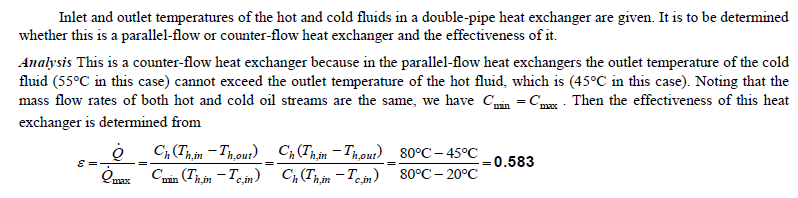 Inlet and outlet temperatures of the hot and cold fluids in a double-pipe heat exchanger are given. It is to be determined
whether this is a parallel-flow or counter-flow heat exchanger and the effectiveness of it.
Analysis This is a counter-flow heat exchanger because in the parallel-flow heat exchangers the outlet temperature of the cold
fluid (55°C in this case) cannot exceed the outlet temperature of the hot fluid, which is (45°C in this case). Noting that the
mass flow rates of both hot and cold oil streams are the same, we have C_min = C_max . Then the effectiveness of this heat
exchanger is determined from
ε = Q̇ / Q̇_max = C_h (T_h,in − T_h,out) / C_min (T_h,in − T_c,in) = C_h (T_h,in − T_h,out) / C_h (T_h,in − T_c,in) = 80°C − 45°C / 80°C − 20°C = 0.583